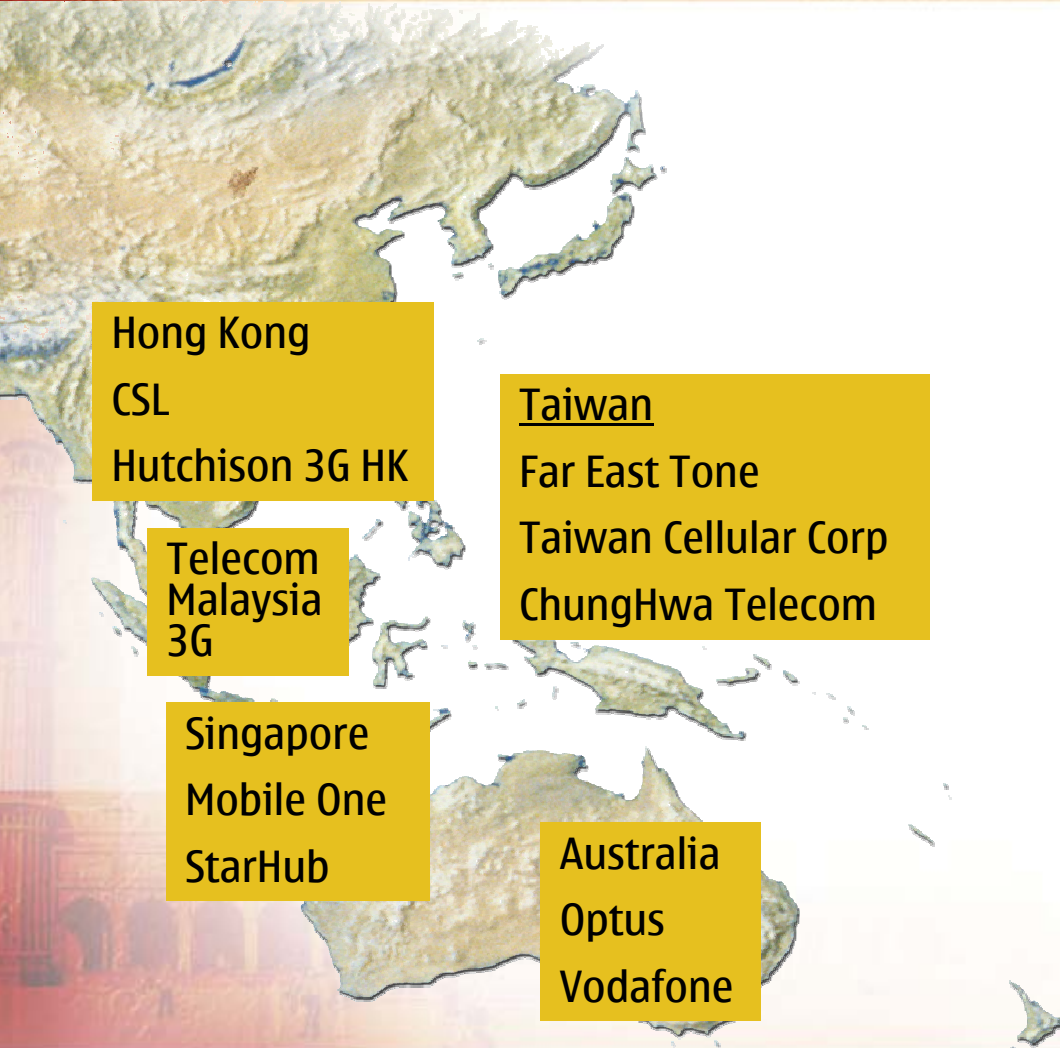 Hong Kong
CSL
Hutchison 3G HK
Taiwan
Far East Tone
Taiwan Cellular Corp
ChungHwa Telecom
Telecom
Malaysia
3G
Singapore
Mobile One
StarHub
Australia
Optus
Vodafone